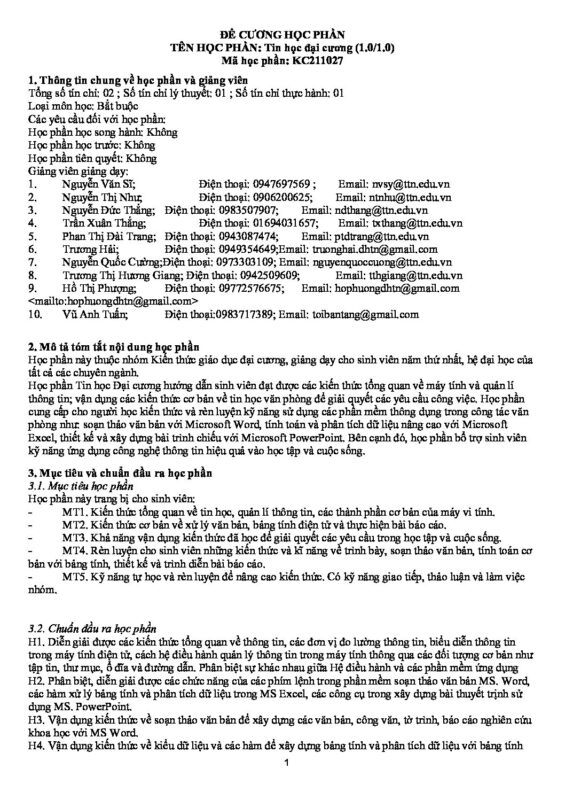 ĐỀ CƯƠNG HỌC PHẦN
TÊN HỌC PHẦN: Tin học đại cương (1.0/1.0)
Mã học phần: KC211027
1. Thông tin chung về học phần và giảng viên
Tổng số tín chỉ: 02 ; Số tín chỉ lý thuyết: 01 ; Số tín chỉ thực hành: 01
Loại môn học: Bắt buộc
Các yêu cầu đối với học phần:
Học phần học song hành: Không
Học phần học trước: Không
Học phần tiên quyết: Không
Giảng viên giảng dạy:
1. Nguyễn Văn Sĩ; Điện thoại: 0947697569 ; Email: nvsy@ttn.edu.vn
2. Nguyễn Thị Như; Điện thoại: 0906200625; Email: ntnhu@ttn.edu.vn
3. Nguyễn Đức Thắng; Điện thoại: 0983507907; Email: ndthang@ttn.edu.vn
4. Trần Xuân Thắng; Điện thoại: 01694031657; Email: txthang@ttn.edu.vn
5. Phan Thị Đài Trang; Điện thoại: 0943087474; Email: ptdtrang@ttn.edu.vn
6. Trương Hải; Điện thoại: 0949354649;Email: truonghai.dhtn@gmail.com
7. Nguyễn Quốc Cường;Điện thoại: 0973303109; Email: nguyenquoccuong@ttn.edu.vn
8. Trương Thị Hương Giang; Điện thoại: 0942509609; Email: tthgiang@ttn.edu.vn
9. Hồ Thị Phượng; Điện thoại: 09772576675; Email: hophuongdhtn@gmail.com
<mailto:hophuongdhtn@gmail.com>
10. Vũ Anh Tuấn; Điện thoại:0983717389; Email: toibantang@gmail.com
2. Mô tả tóm tắt nội dung học phần
Học phần này thuộc nhóm Kiến thức giáo dục đại cương, giảng dạy cho sinh viên năm thứ nhất, hệ đại học của
tất cả các chuyên ngành.
Học phần Tin học Đại cương hướng dẫn sinh viên đạt được các kiến thức tổng quan về máy tính và quản lí
thông tin; vận dụng các kiến thức cơ bản về tin học văn phòng để giải quyết các yêu cầu công việc. Học phần
cung cấp cho người học kiến thức và rèn luyện kỹ năng sử dụng các phần mềm thông dụng trong công tác văn
phòng như: soạn thảo văn bản với Microsoft Word, tính toán và phân tích dữ liệu nâng cao với Microsoft
Excel, thiết kế và xây dựng bài trình chiếu với Microsoft PowerPoint. Bên cạnh đó, học phần bổ trợ sinh viên
kỹ năng ứng dụng công nghệ thông tin hiệu quả vào học tập và cuộc sống.
3. Mục tiêu và chuẩn đầu ra học phần
3.1. Mục tiêu học phần
Học phần này trang bị cho sinh viên:
- MT1. Kiến thức tổng quan về tin học, quản lí thông tin, các thành phần cơ bản của máy vi tính.
- MT2. Kiến thức cơ bản về xử lý văn bản, bảng tính điện tử và thực hiện bài báo cáo.
- MT3. Khả năng vận dụng kiến thức đã học để giải quyết các yêu cầu trong học tập và cuộc sống.
- MT4. Rèn luyện cho sinh viên những kiến thức và kĩ năng về trình bày, soạn thảo văn bản, tính toán cơ
bản với bảng tính, thiết kế và trình diễn bài báo cáo.
- MT5. Kỹ năng tự học và rèn luyện để nâng cao kiến thức. Có kỹ năng giao tiếp, thảo luận và làm việc
nhóm.
3.2. Chuẩn đầu ra học phần
H1. Diễn giải được các kiến thức tổng quan về thông tin, các đơn vị đo lường thông tin, biểu diễn thông tin
trong máy tính điện tử, cách hệ điều hành quản lý thông tin trong máy tính thông qua các đối tượng cơ bản như
tập tin, thư mục, ổ đĩa và đường dẫn. Phân biệt sự khác nhau giữa Hệ điều hành và các phần mềm ứng dụng
H2. Phân biệt, diễn giải được các chức năng của các phím lệnh trong phần mềm soạn thảo văn bản MS. Word,
các hàm xử lý bảng tính và phân tích dữ liệu trong MS Excel, các công cụ trong xây dựng bài thuyết trịnh sử
dụng MS. PowerPoint.
H3. Vận dụng kiến thức về soạn thảo văn bản để xây dựng các văn bản, công văn, tờ trình, báo cáo nghiên cứu
khoa học với MS Word.
H4. Vận dụng kiến thức về kiểu dữ liệu và các hàm để xây dựng bảng tính và phân tích dữ liệu với bảng tính
1